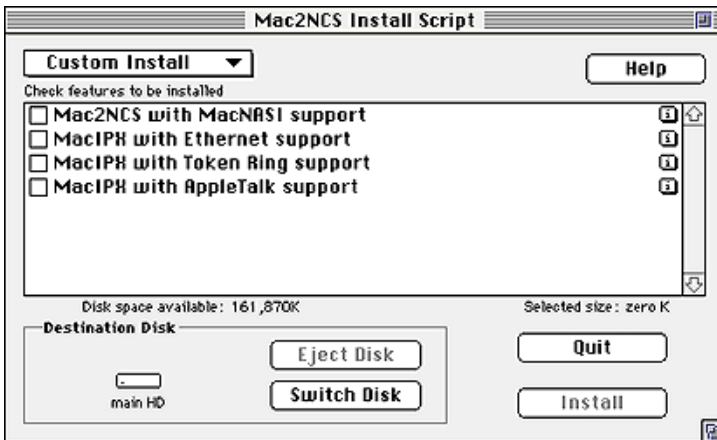 Mac2NCS Install Script
Custom Install
Help
Check features to be installed
Mac2NCS with MacNASI support
MacIPX with Ethernet support
MacIPX with Token Ring support
MacIPX with AppleTalk support
Disk space available: 161,870K
Selected size: zero K
Destination Disk
Eject Disk
Quit
main HD
Switch Disk
Install